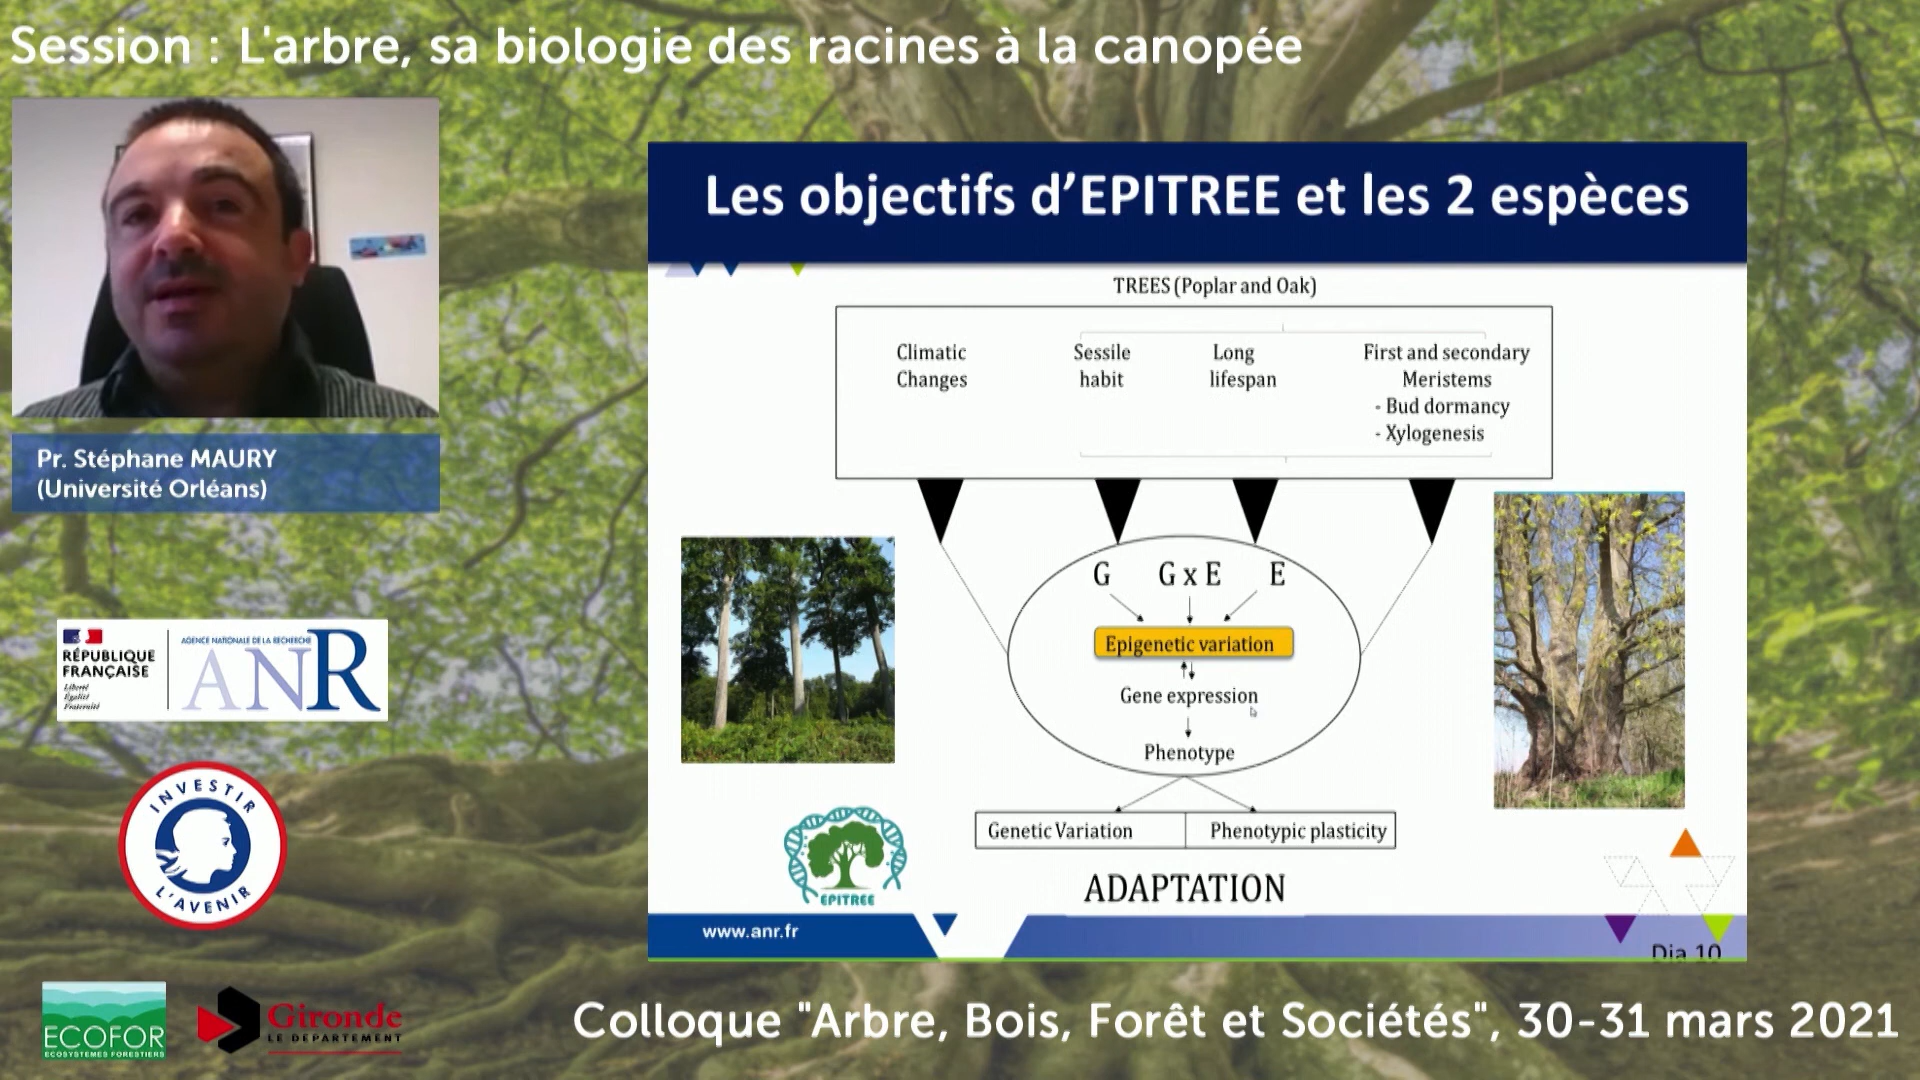 Session : L'arbre, sa biologie des racines à la canopée
Pr. Stéphane MAURY
(Université Orléans)
RÉPUBLIQUE
FRANÇAISE
Liberté
Égalité
Fraternité
AGENCE NATIONALE DE LA RECHERCHE
ANR
INVESTIR
L'AVENIR
ECOFOR
ECOSYSTEMES FORESTIERS
Gironde
LE DEPARTEMENT
Les objectifs d'EPITREE et les 2 espèces
TREES (Poplar and Oak)
Climatic
Changes
Sessile
habit
Long
lifespan
First and secondary
Meristems
- Bud dormancy
- Xylogenesis
G G x E E
Epigenetic variation
Gene expression
Phenotype
Genetic Variation
Phenotypic plasticity
ADAPTATION
EPITREE
www.anr.fr
Dia 10
Colloque "Arbre, Bois, Forêt et Sociétés", 30-31 mars 2021